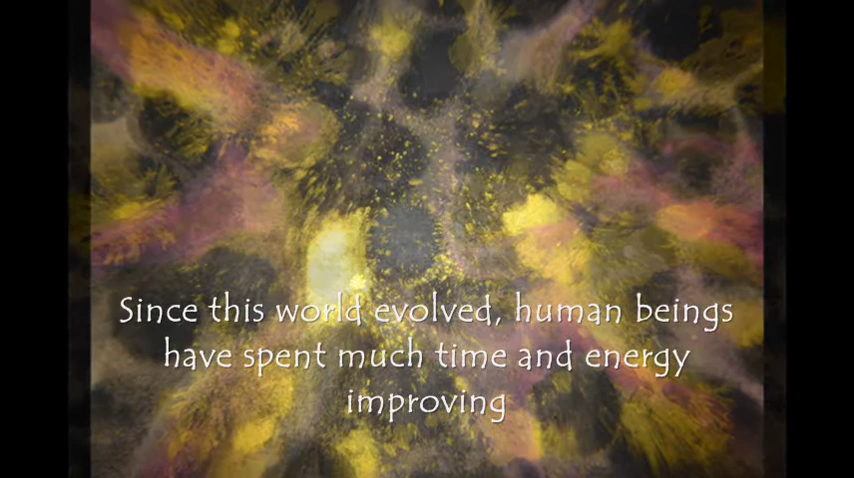 Since this world evolved, human beings
have spent much time and energy
improving